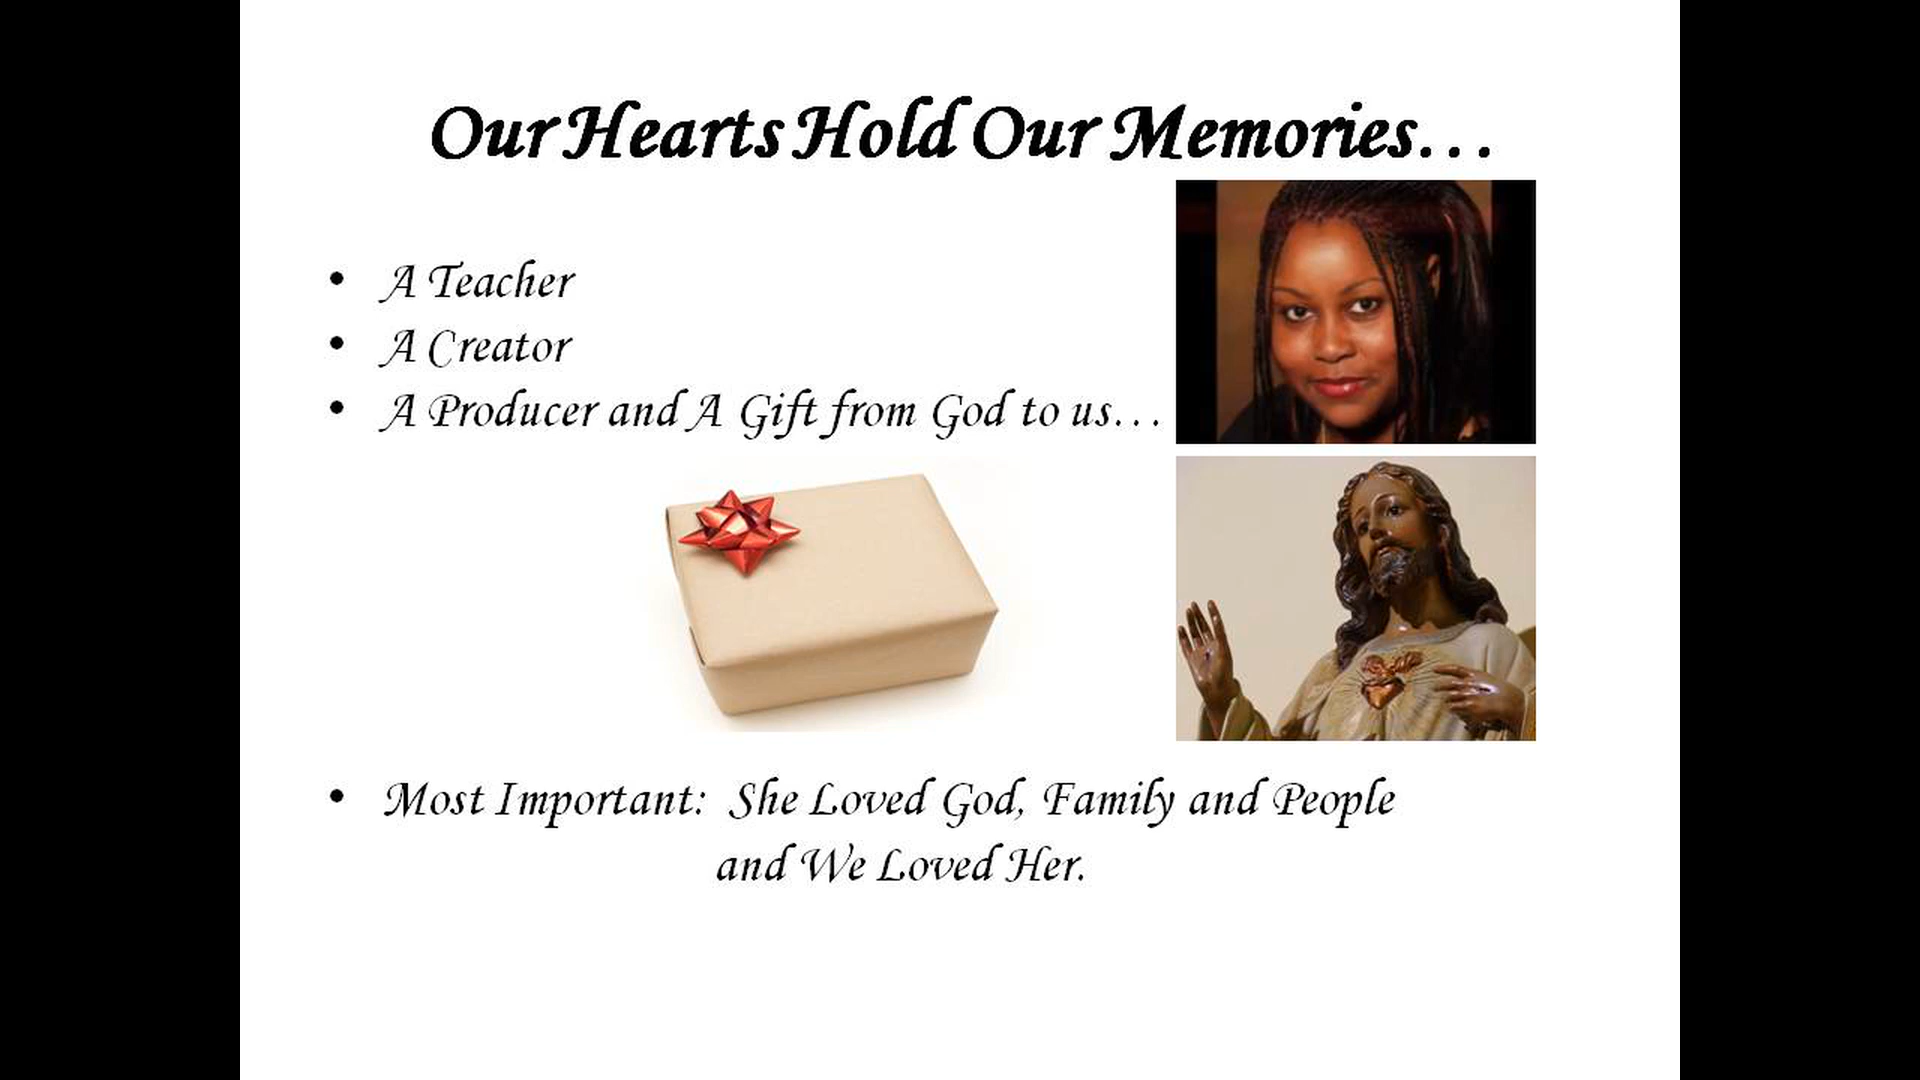 Our Hearts Hold Our Memories...
• A Teacher
• A Creator
• A Producer and A Gift from God to us...
• Most Important: She Loved God, Family and People
and We Loved Her.